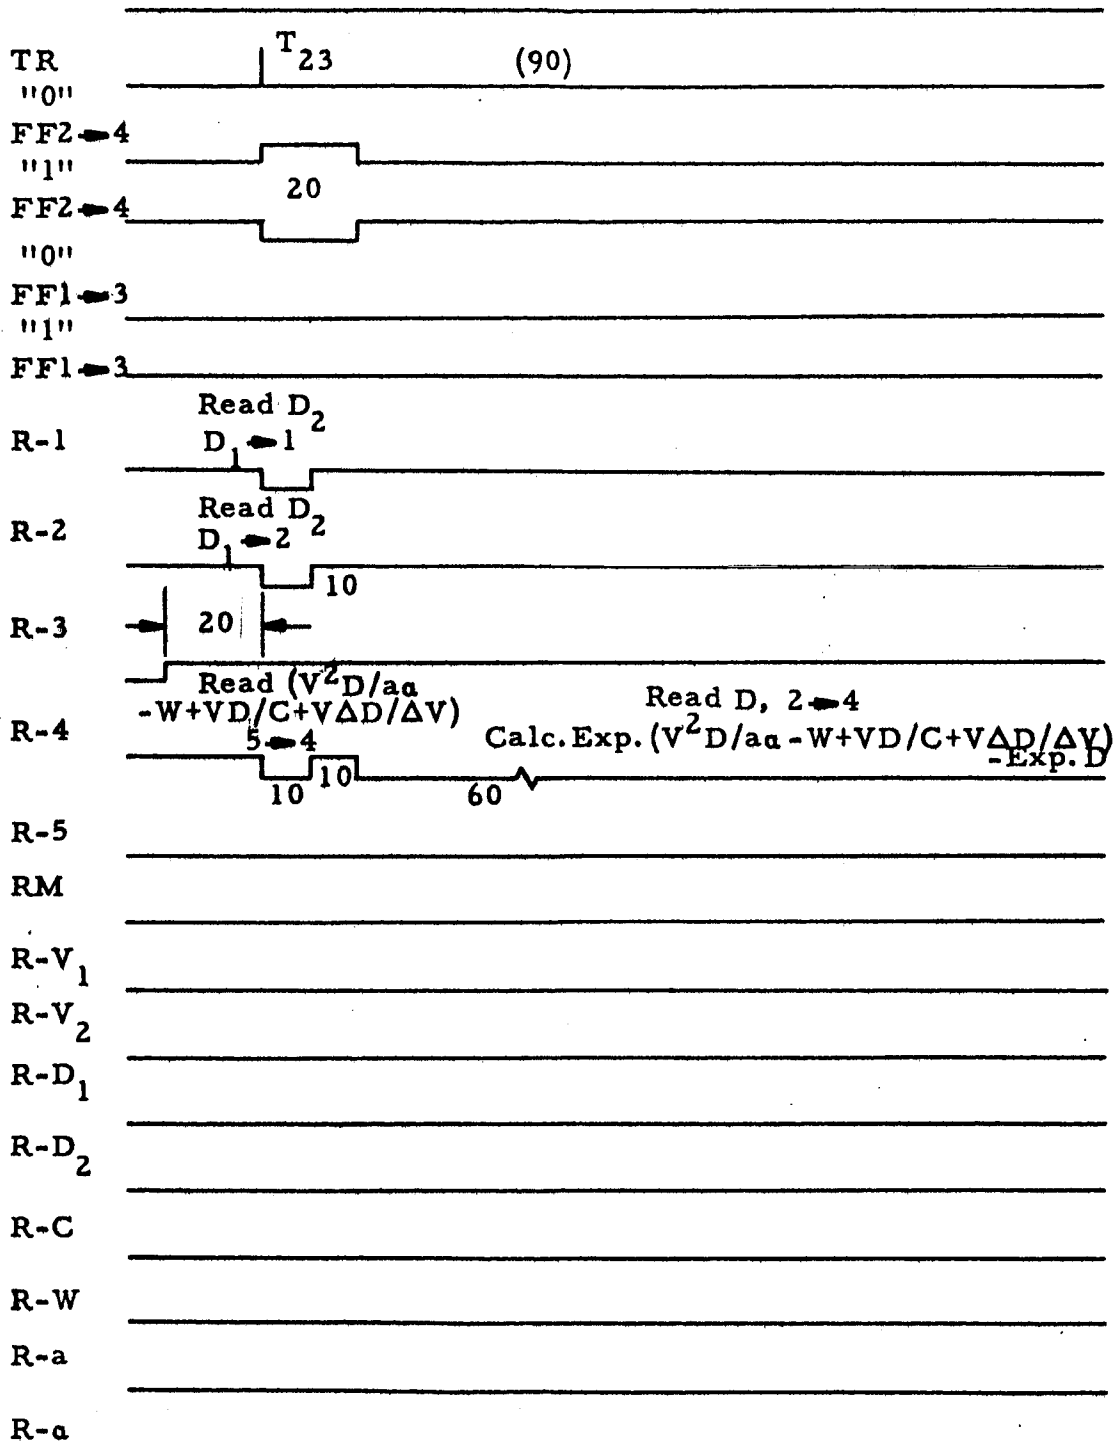 TR T₂₃ (90)
"0"
FF2→4
"1"
20
FF2→4
"0"
FF1→3
"1"
FF1→3
Read D₂
R-1 D₁→1
Read D₂
R-2 D₁→2
10
R-3 20
Read (V²D/aα
-W+VD/C+VΔD/ΔV)
Read D, 2→4
R-4 5→4 Calc.Exp.(V²D/aα-W+VD/C+VΔD/ΔV)
-Exp.D
10 10 60
R-5
RM
R-V₁
R-V₂
R-D₁
R-D₂
R-C
R-W
R-a
R-α